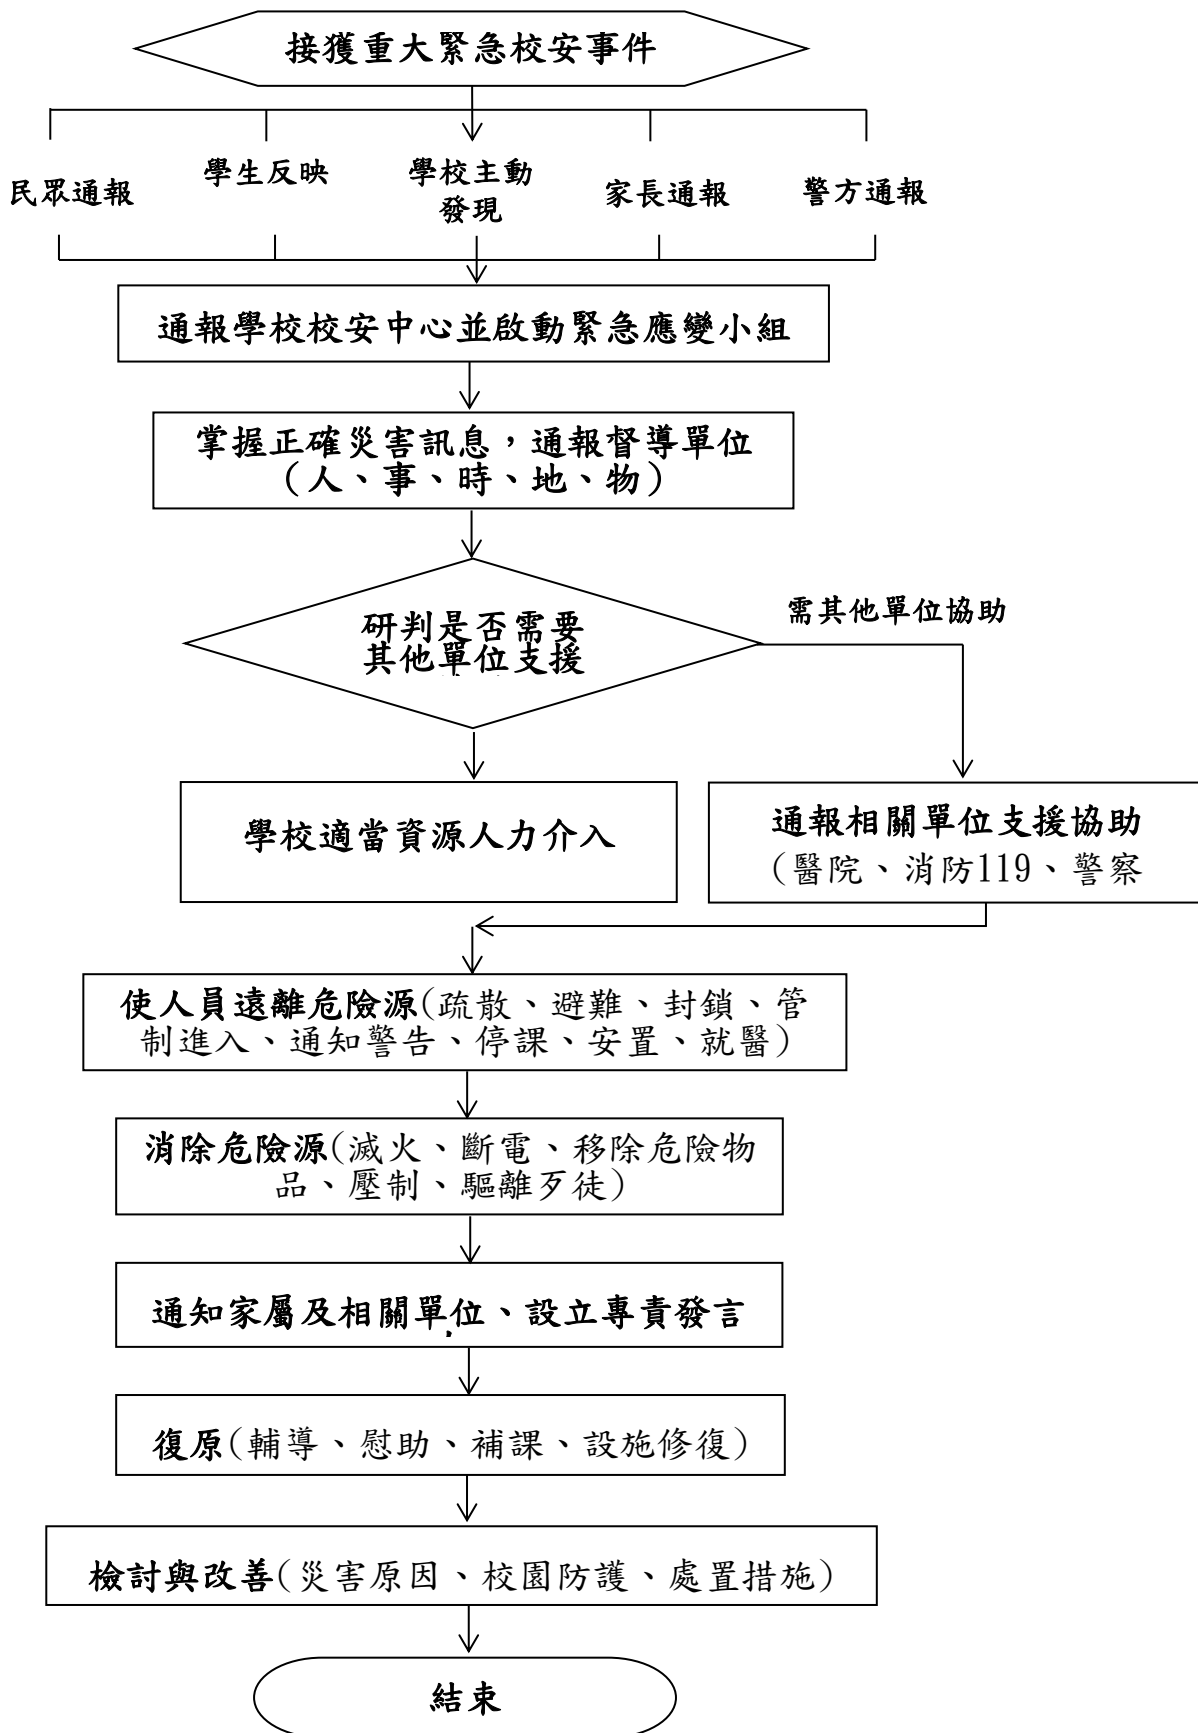 接獲重大緊急校安事件
民眾通報
學生反映
學校主動
發現
家長通報
警方通報
通報學校校安中心並啟動緊急應變小組
掌握正確災害訊息，通報督導單位
(人、事、時、地、物)
研判是否需要
其他單位支援
需其他單位協助
學校適當資源人力介入
通報相關單位支援協助
(醫院、消防119、警察
使人員遠離危險源(疏散、避難、封鎖、管
制進入、通知警告、停課、安置、就醫)
消除危險源(滅火、斷電、移除危險物
品、壓制、驅離歹徒)
通知家屬及相關單位、設立專責發言
復原(輔導、慰助、補課、設施修復)
檢討與改善(災害原因、校園防護、處置措施)
結束